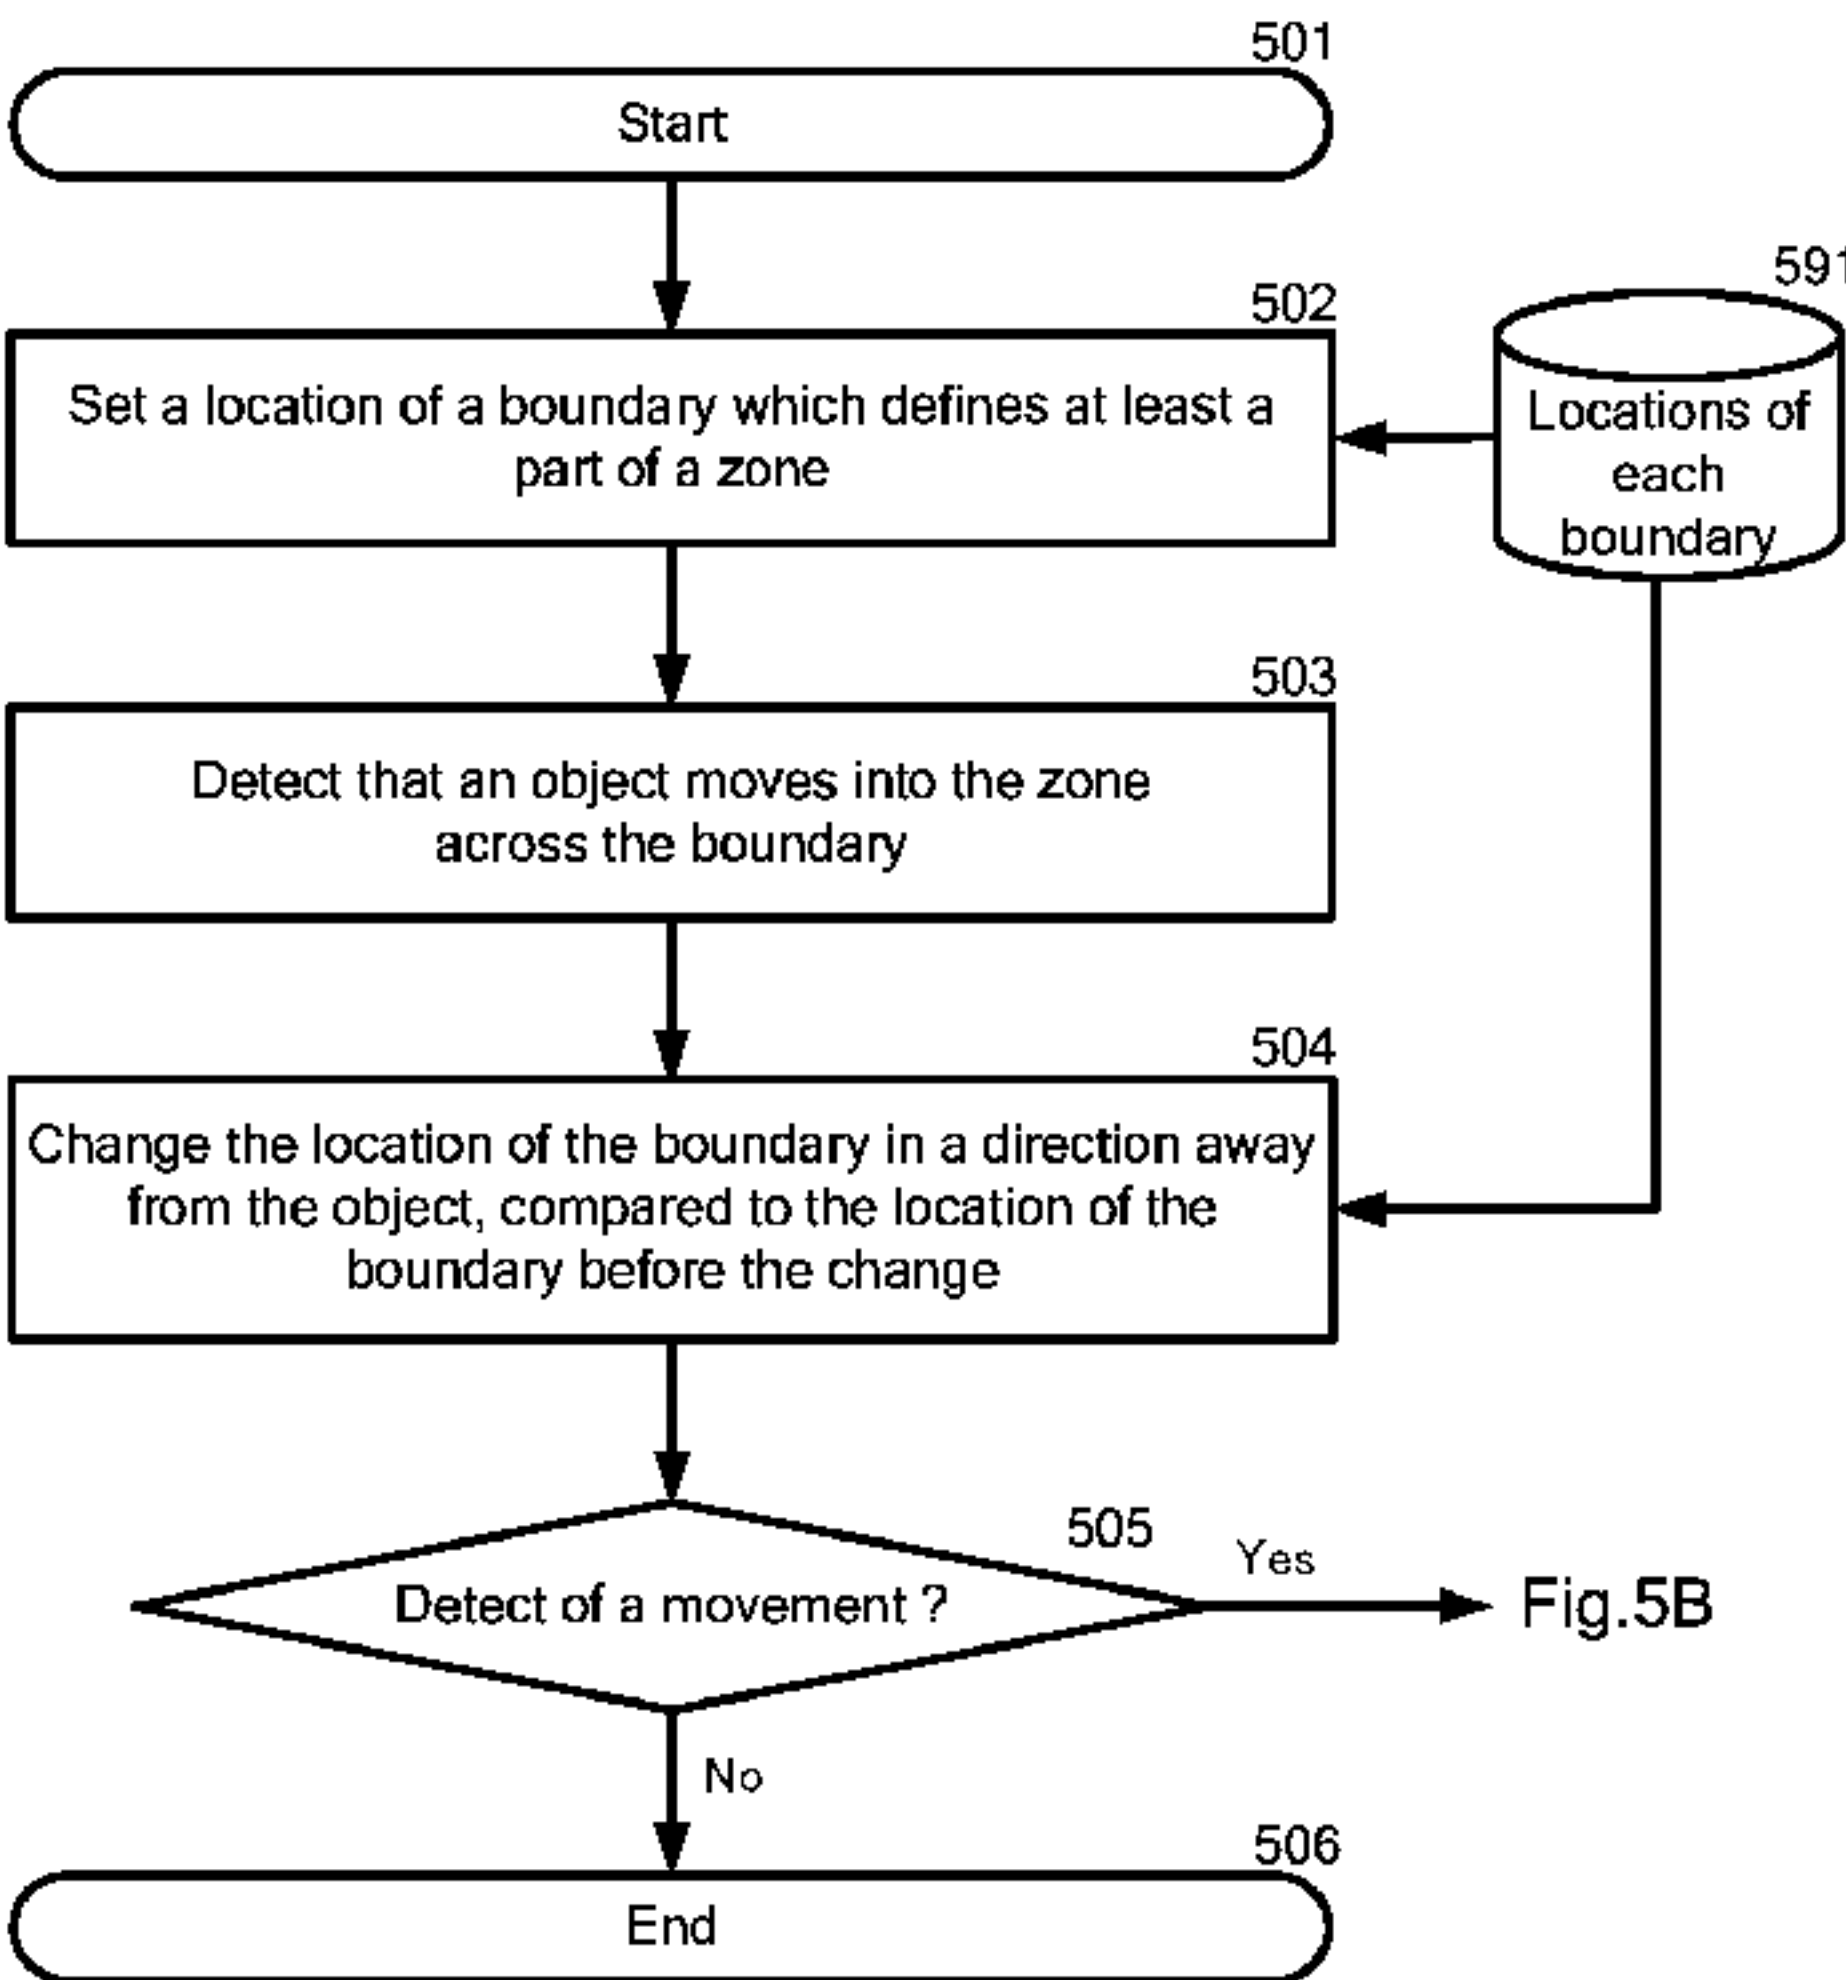 501
Start
502
Set a location of a boundary which defines at least a
part of a zone
591
Locations of
each
boundary
503
Detect that an object moves into the zone
across the boundary
504
Change the location of the boundary in a direction away
from the object, compared to the location of the
boundary before the change
505
Detect of a movement ?
Yes
Fig.5B
No
506
End